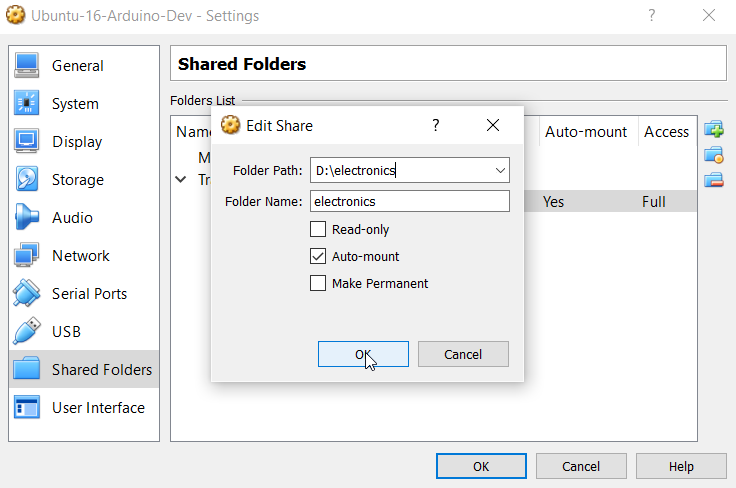 Ubuntu-16-Arduino-Dev - Settings
General
System
Display
Storage
Audio
Network
Serial Ports
USB
Shared Folders
User Interface
Shared Folders
Folders List
Auto-mount Access
Yes Full
Edit Share
Folder Path: D:\electronics
Folder Name: electronics
Read-only
Auto-mount
Make Permanent
OK Cancel
OK Cancel Help